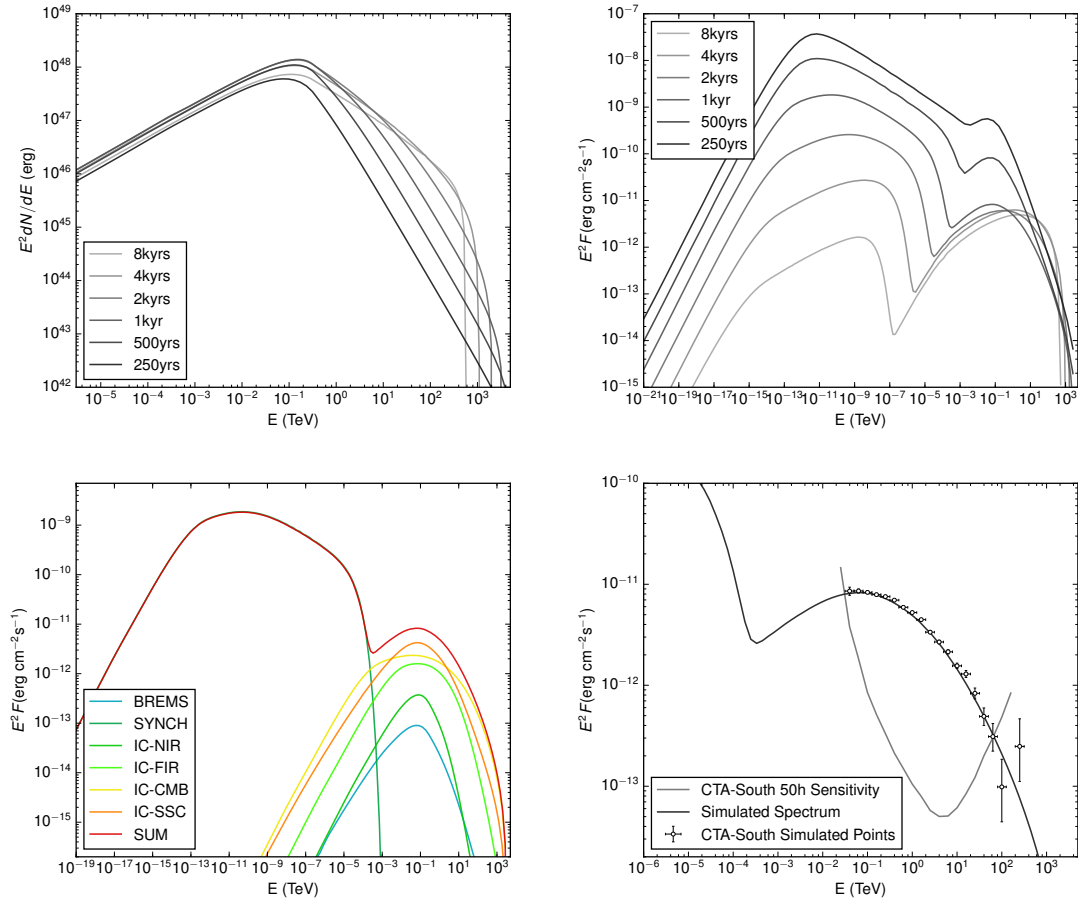 10^49
10^48
10^47
10^46
10^45
10^44
10^43
10^42
E^2 dN/dE (erg)
8kyrs
4kyrs
2kyrs
1kyr
500yrs
250yrs
10^-5 10^-4 10^-3 10^-2 10^-1 10^0 10^1 10^2 10^3
E (TeV)
10^-7
10^-8
10^-9
10^-10
10^-11
10^-12
10^-13
10^-14
10^-15
E^2 F(erg cm^-2 s^-1)
8kyrs
4kyrs
2kyrs
1kyr
500yrs
250yrs
10^-21 10^-19 10^-17 10^-15 10^-13 10^-11 10^-9 10^-7 10^-5 10^-3 10^-1 10^1 10^3
E (TeV)
10^-9
10^-10
10^-11
10^-12
10^-13
10^-14
10^-15
E^2 F(erg cm^-2 s^-1)
BREMS
SYNCH
IC-NIR
IC-FIR
IC-CMB
IC-SSC
SUM
10^-19 10^-17 10^-15 10^-13 10^-11 10^-9 10^-7 10^-5 10^-3 10^-1 10^1 10^3
E (TeV)
10^-10
10^-11
10^-12
10^-13
E^2 F(erg cm^-2 s^-1)
CTA-South 50h Sensitivity
Simulated Spectrum
CTA-South Simulated Points
10^-6 10^-5 10^-4 10^-3 10^-2 10^-1 10^0 10^1 10^2 10^3
E (TeV)